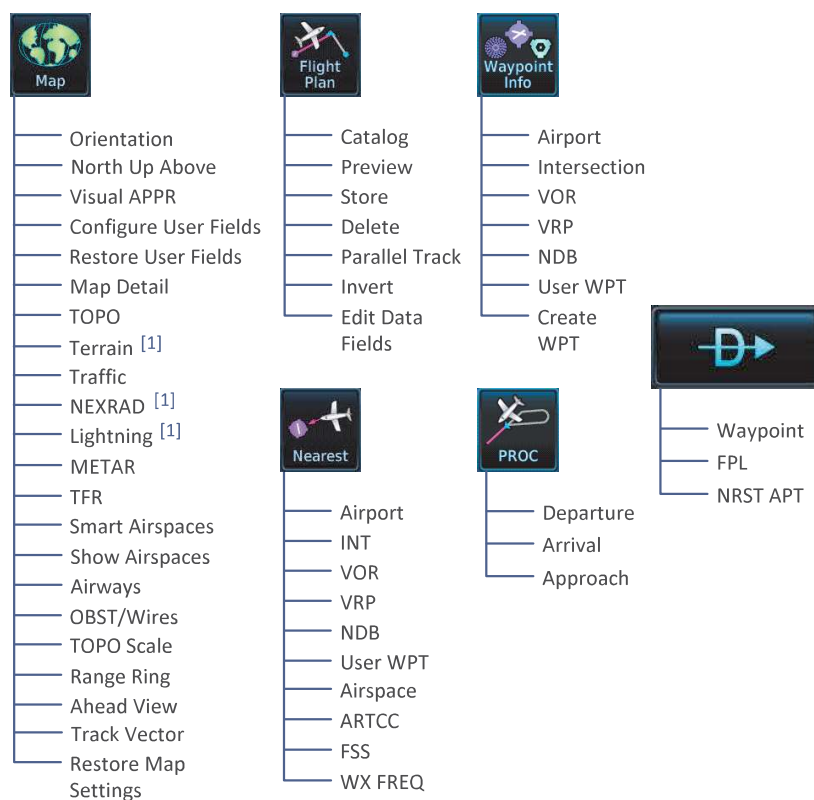 Map
Orientation
North Up Above
Visual APPR
Configure User Fields
Restore User Fields
Map Detail
TOPO
Terrain [1]
Traffic
NEXRAD [1]
Lightning [1]
METAR
TFR
Smart Airspaces
Show Airspaces
Airways
OBST/Wires
TOPO Scale
Range Ring
Ahead View
Track Vector
Restore Map
Settings
Flight
Plan
Catalog
Preview
Store
Delete
Parallel Track
Invert
Edit Data
Fields
Waypoint
Info
Airport
Intersection
VOR
VRP
NDB
User WPT
Create
WPT
Nearest
Airport
INT
VOR
VRP
NDB
User WPT
Airspace
ARTCC
FSS
WX FREQ
PROC
Departure
Arrival
Approach
D
Waypoint
FPL
NRST APT